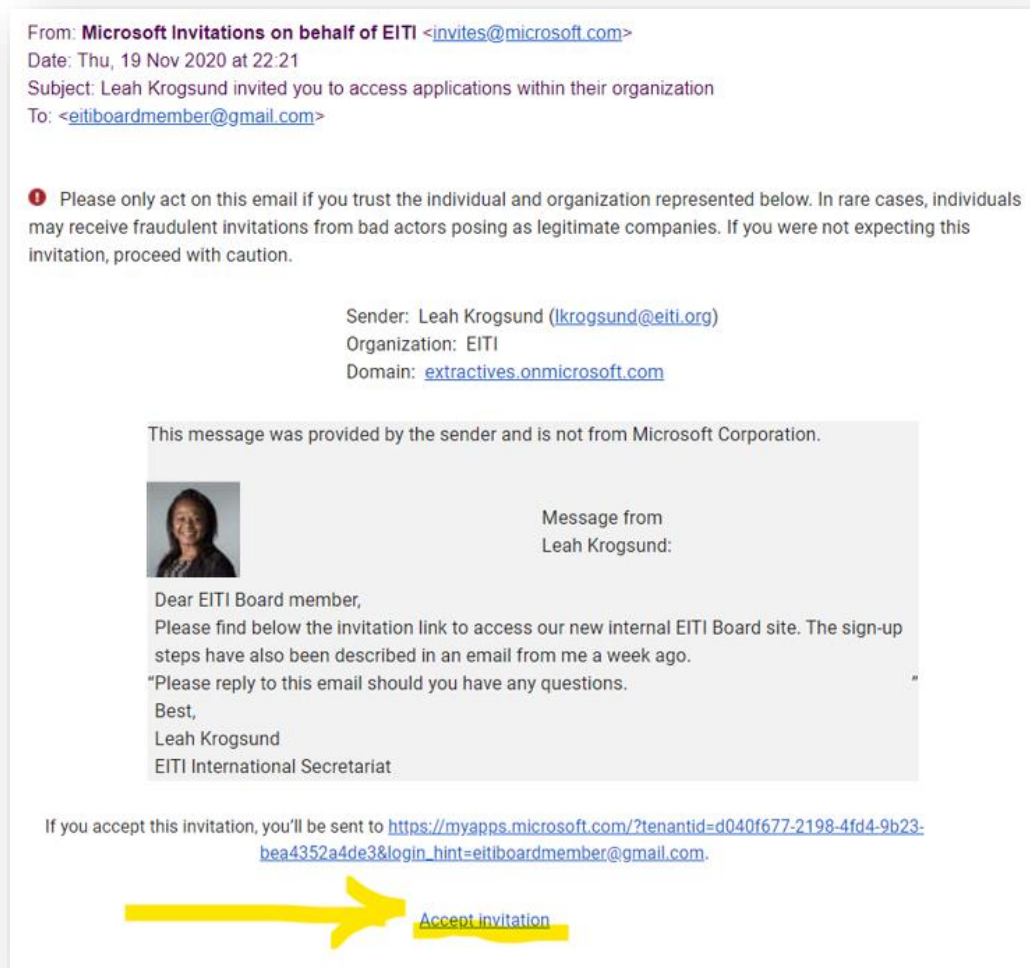 From: Microsoft Invitations on behalf of EITI <invites@microsoft.com>
Date: Thu, 19 Nov 2020 at 22:21
Subject: Leah Krogsund invited you to access applications within their organization
To: <eitiboardmember@gmail.com>
Please only act on this email if you trust the individual and organization represented below. In rare cases, individuals
may receive fraudulent invitations from bad actors posing as legitimate companies. If you were not expecting this
invitation, proceed with caution.
Sender: Leah Krogsund (lkrogsund@eiti.org)
Organization: EITI
Domain: extractives.onmicrosoft.com
This message was provided by the sender and is not from Microsoft Corporation.
Message from
Leah Krogsund:
Dear EITI Board member,
Please find below the invitation link to access our new internal EITI Board site. The sign-up
steps have also been described in an email from me a week ago.
“Please reply to this email should you have any questions. ”
Best,
Leah Krogsund
EITI International Secretariat
If you accept this invitation, you’ll be sent to https://myapps.microsoft.com/?tenantid=d040f677-2198-4fd4-9b23-
bea4352a4de3&login_hint=eitiboardmember@gmail.com.
Accept invitation